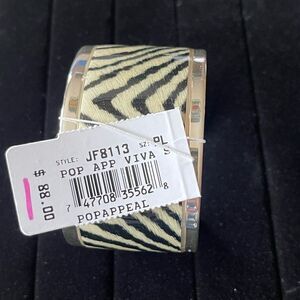 STYLE: JF8113 SZ: PL
POP APP VIVA S
7 47708 35562 8
POPAPPEAL
$ 88.00